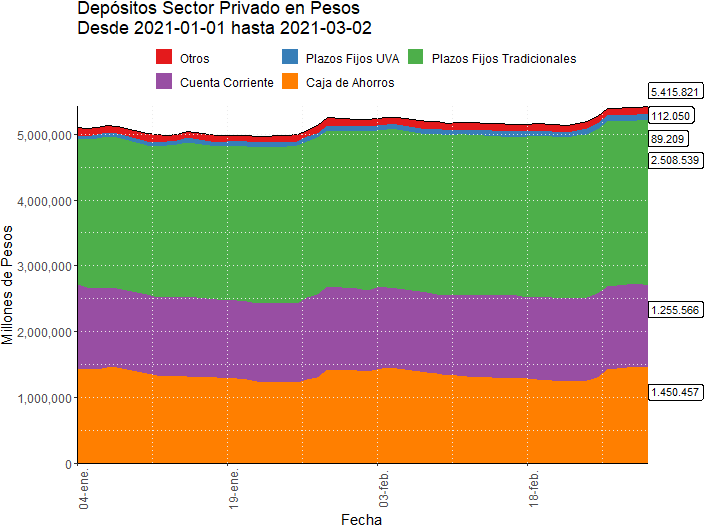 Depósitos Sector Privado en Pesos
Desde 2021-01-01 hasta 2021-03-02
Otros
Plazos Fijos UVA
Plazos Fijos Tradicionales
Cuenta Corriente
Caja de Ahorros
5.415.821
112.050
89.209
2.508.539
1.255.566
1.450.457
Millones de Pesos
5,000,000
4,000,000
3,000,000
2,000,000
1,000,000
0
04-ene.
19-ene.
03-feb.
18-feb.
Fecha